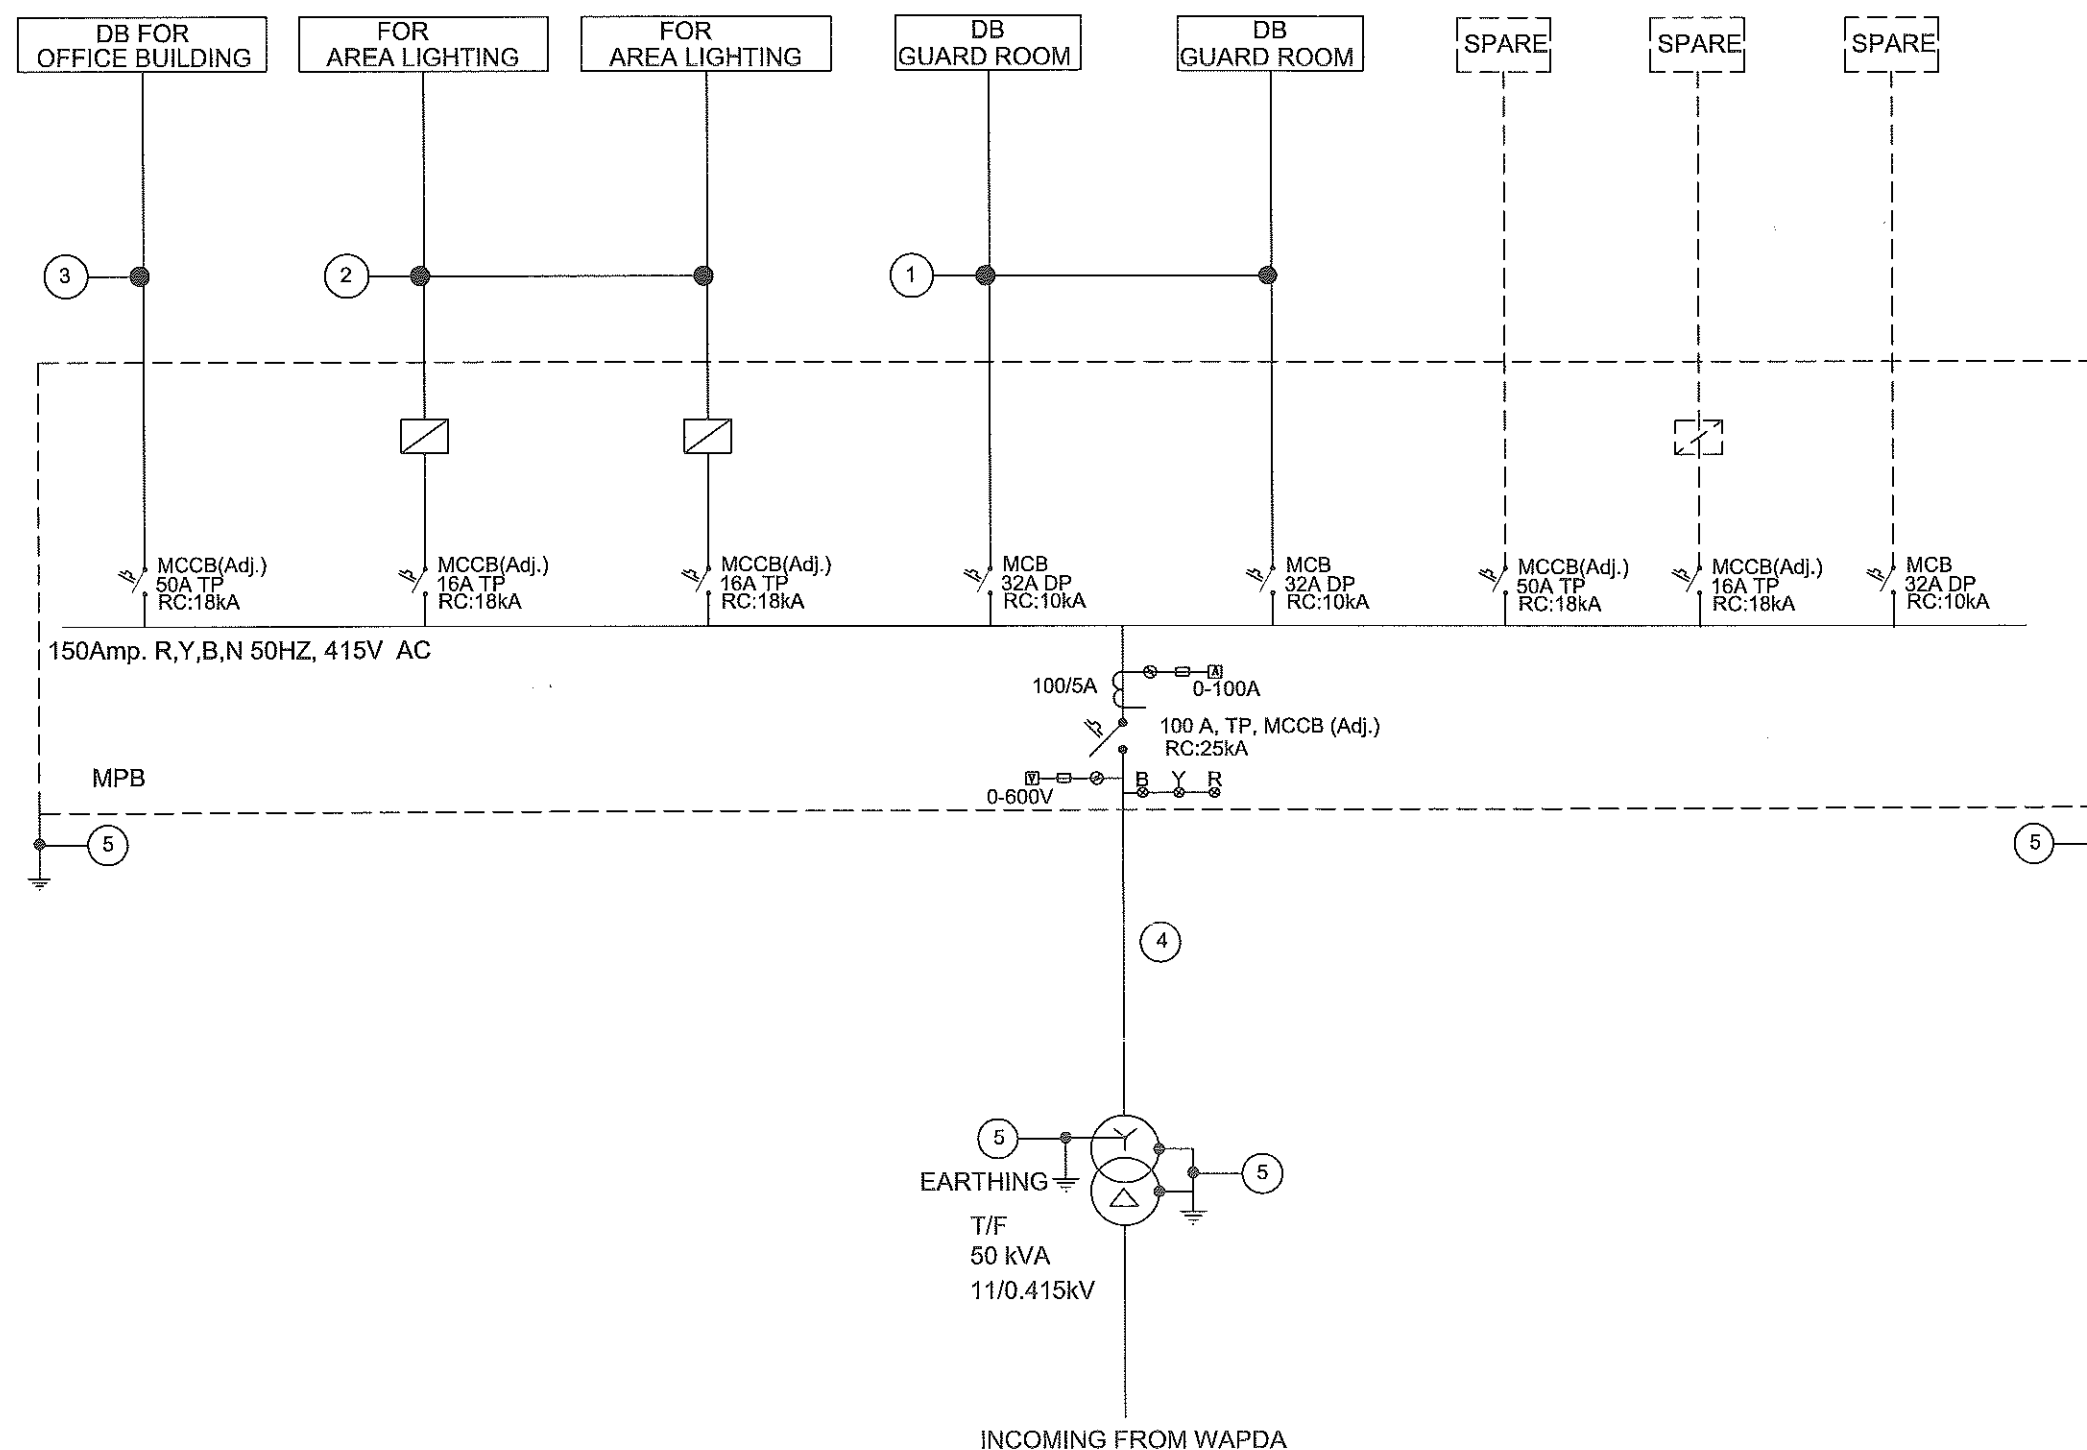 DB FOR
OFFICE BUILDING
FOR
AREA LIGHTING
FOR
AREA LIGHTING
DB
GUARD ROOM
DB
GUARD ROOM
SPARE
SPARE
SPARE
3
2
1
MCCB(Adj.)
50A TP
RC:18kA
MCCB(Adj.)
16A TP
RC:18kA
MCCB(Adj.)
16A TP
RC:18kA
MCB
32A DP
RC:10kA
MCB
32A DP
RC:10kA
MCCB(Adj.)
50A TP
RC:18kA
MCCB(Adj.)
16A TP
RC:18kA
MCB
32A DP
RC:10kA
150Amp. R,Y,B,N 50HZ, 415V AC
100/5A
A
0-100A
100 A, TP, MCCB (Adj.)
RC:25kA
MPB
V
0-600V
B Y R
5
5
4
5
5
EARTHING
T/F
50 kVA
11/0.415kV
INCOMING FROM WAPDA